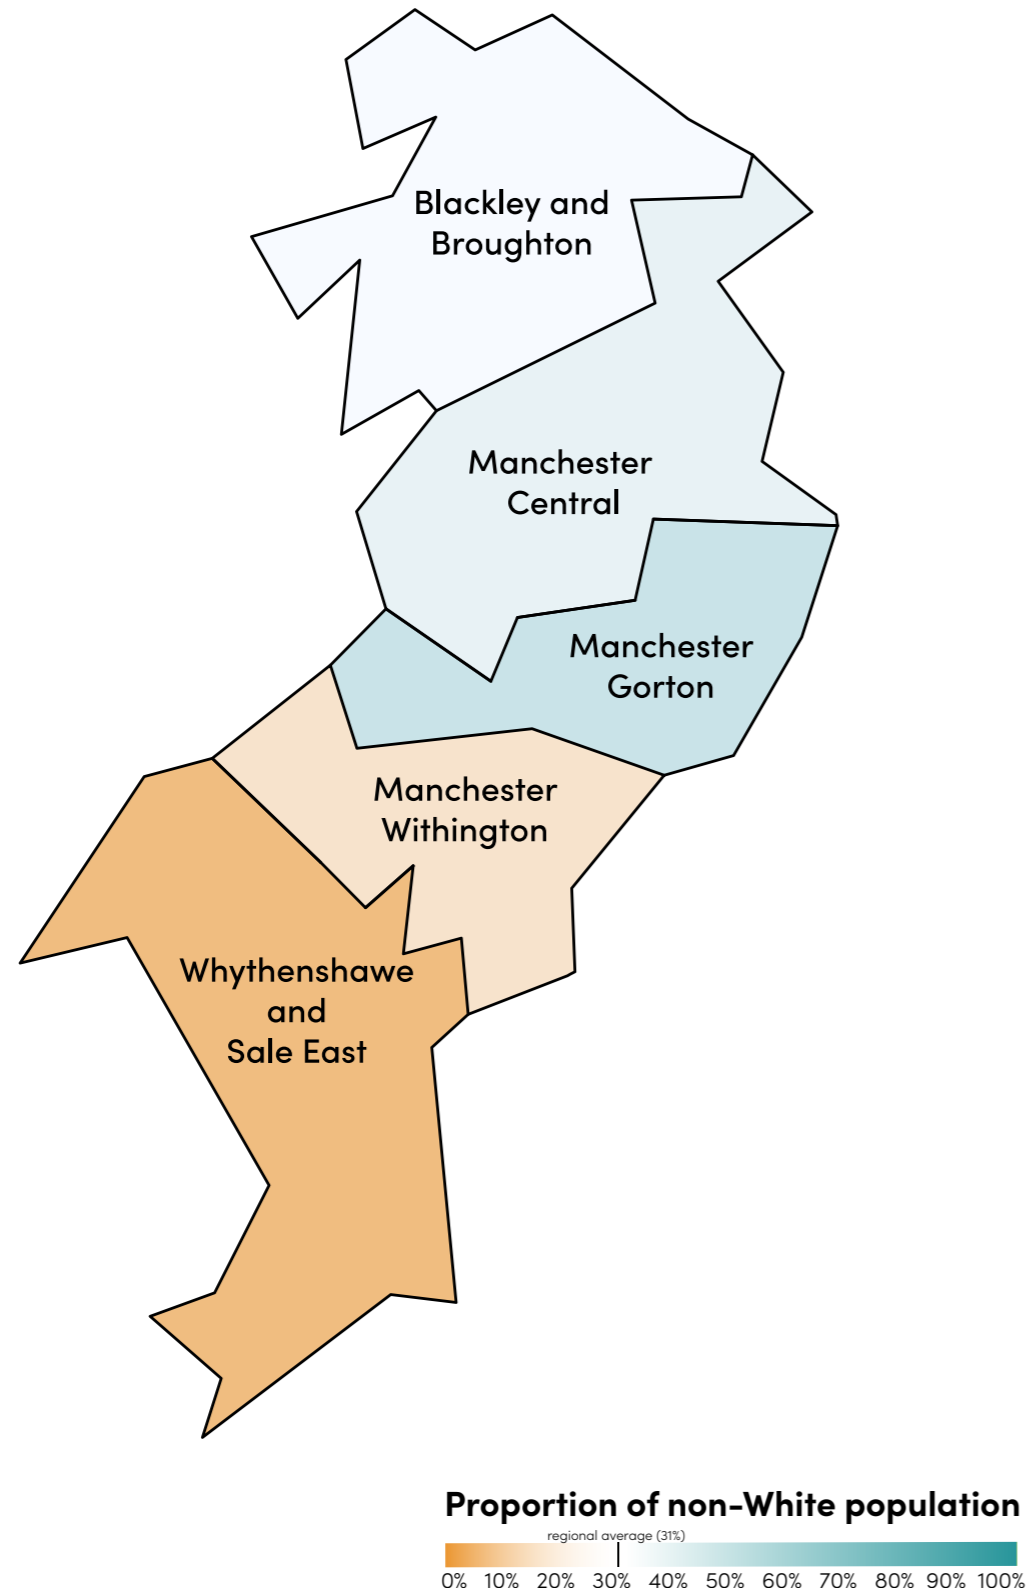 Blackley and
Broughton
Manchester
Central
Manchester
Gorton
Manchester
Withington
Whythenshawe
and
Sale East
Proportion of non-White population
regional average (31%)
0% 10% 20% 30% 40% 50% 60% 70% 80% 90% 100%